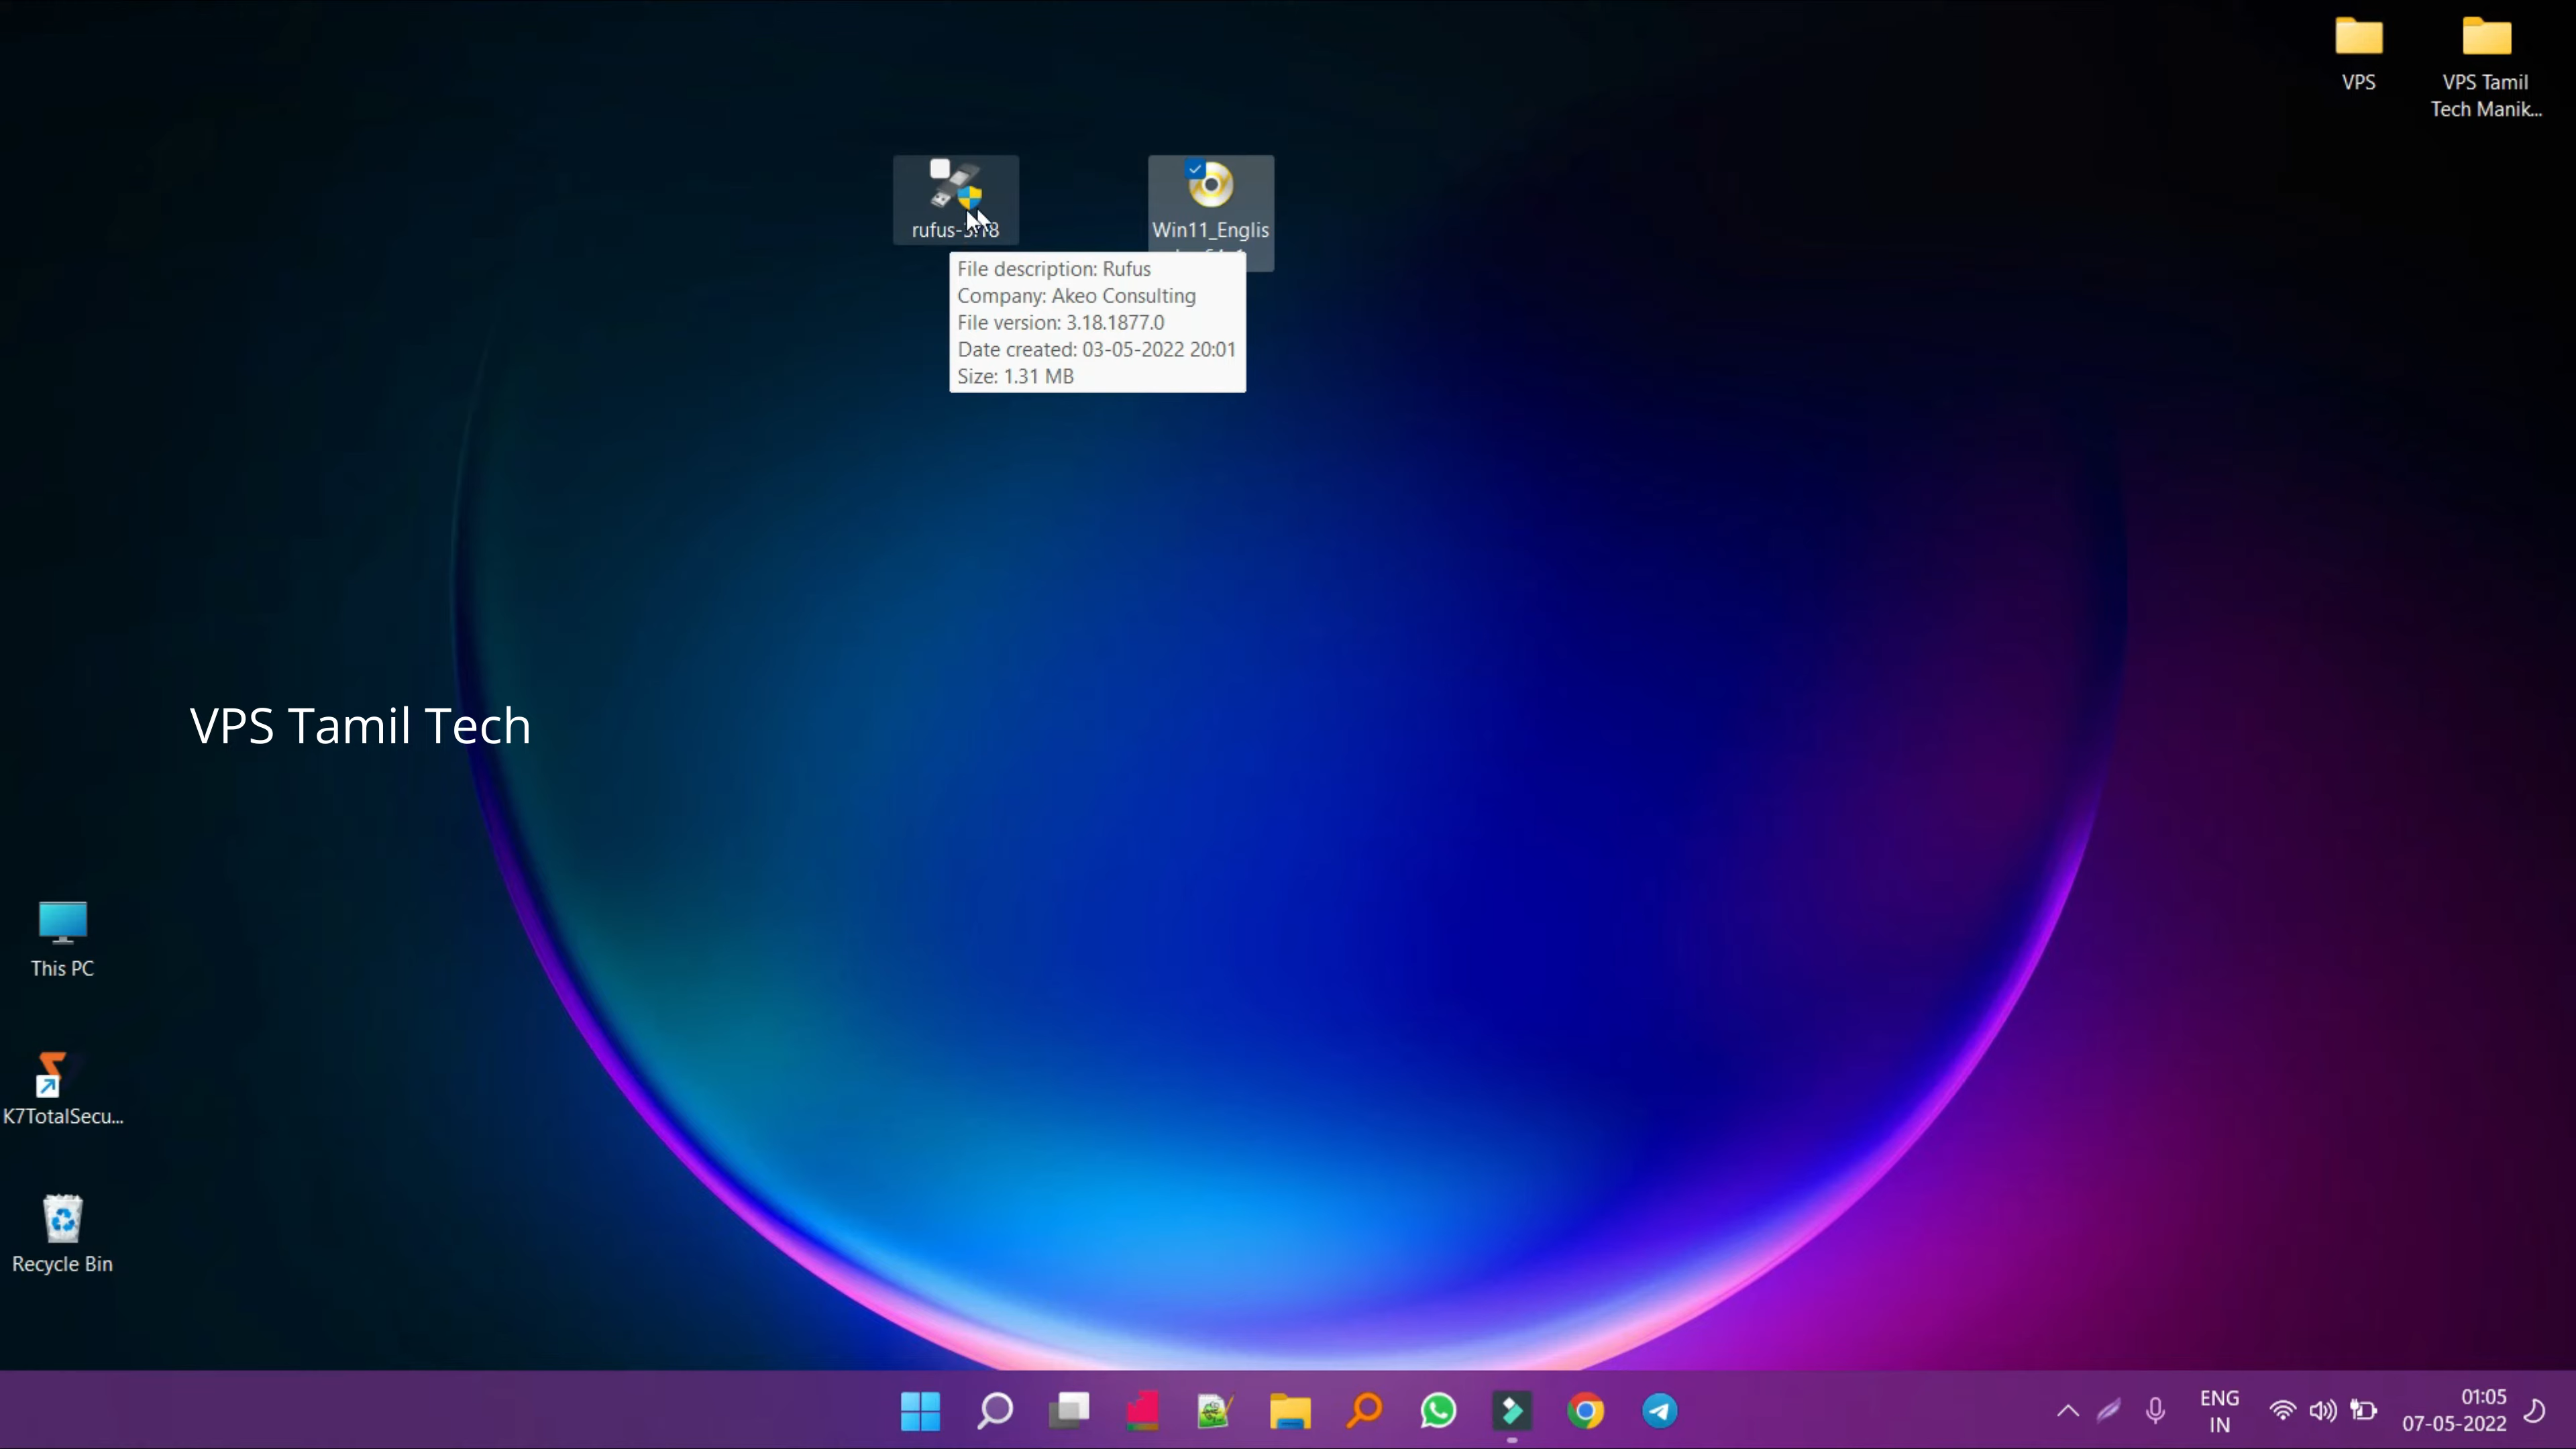 VPS
VPS Tamil
Tech Manik...
rufus-3.18
Win11_Englis
File description: Rufus
Company: Akeo Consulting
File version: 3.18.1877.0
Date created: 03-05-2022 20:01
Size: 1.31 MB
VPS Tamil Tech
This PC
K7TotalSecu...
Recycle Bin
ENG
IN
01:05
07-05-2022